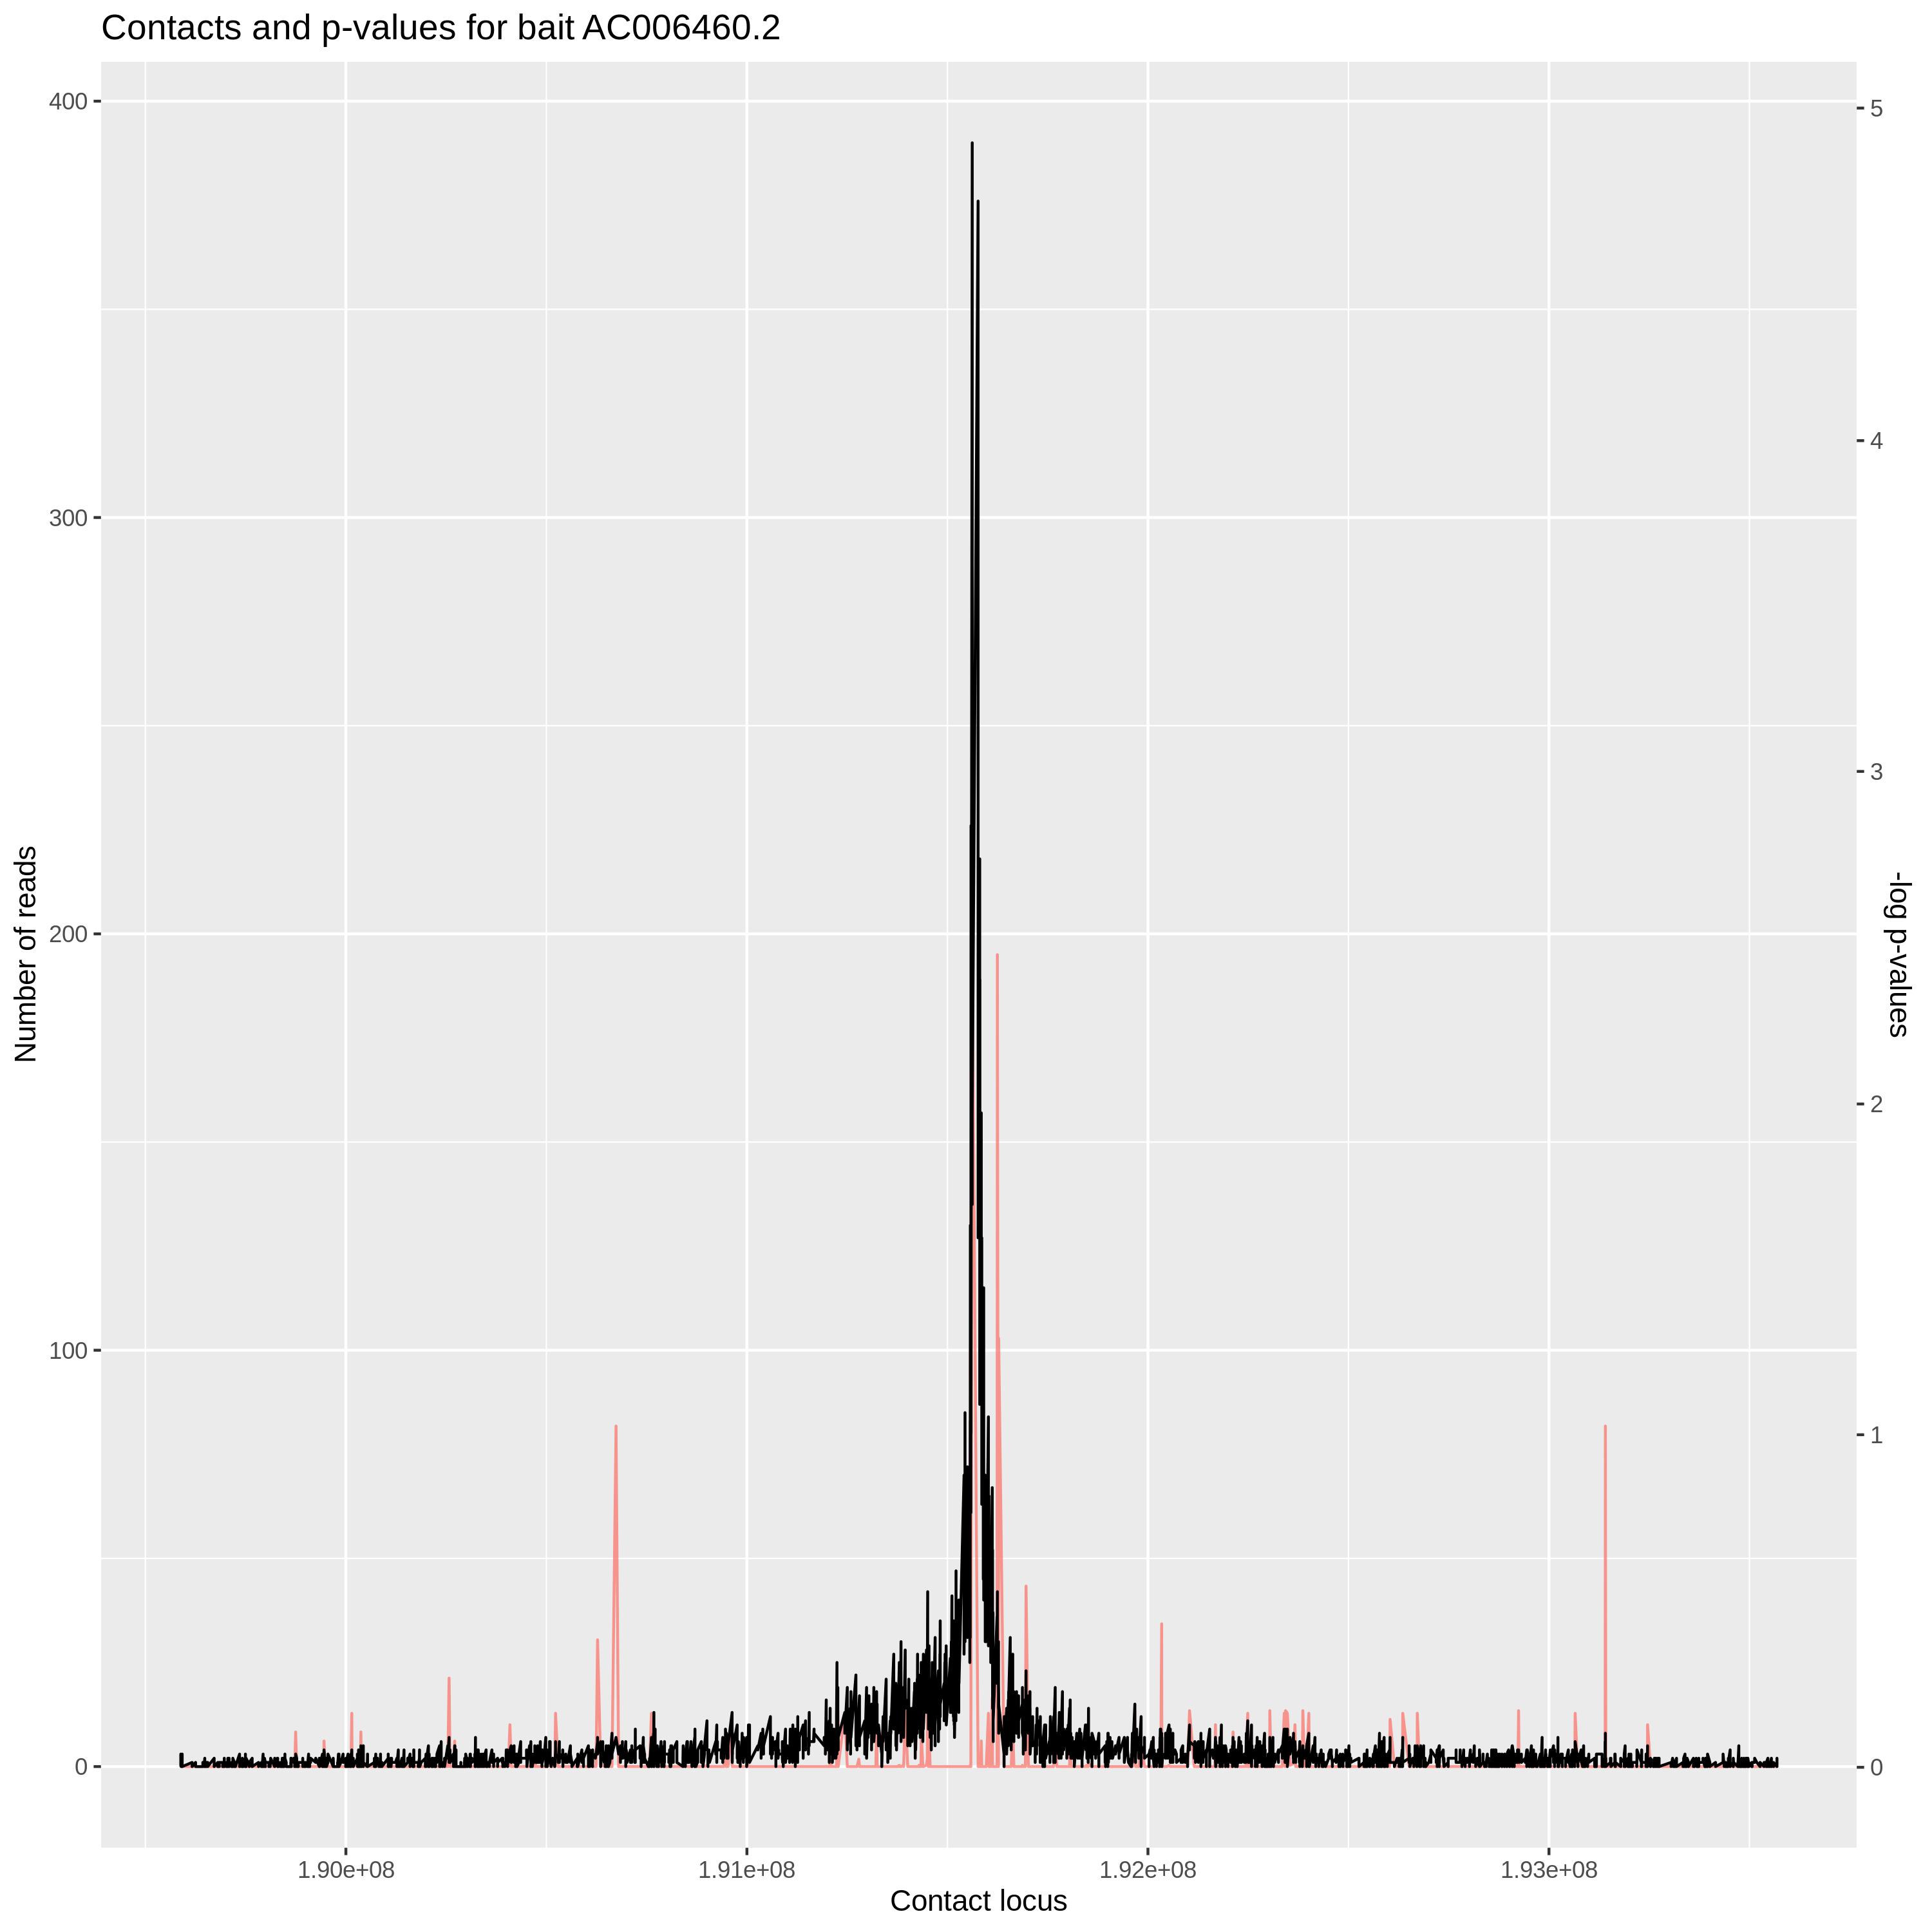 Contacts and p-values for bait AC006460.2
400
300
200
100
0
Number of reads
5
4
3
2
1
0
-log p-values
1.90e+08
1.91e+08
1.92e+08
1.93e+08
Contact locus